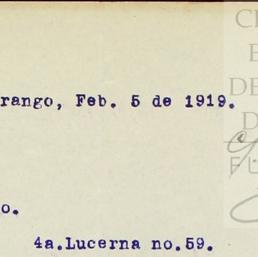 rango, Feb. 5 de 1919.
o.
4a.Lucerna no.59.